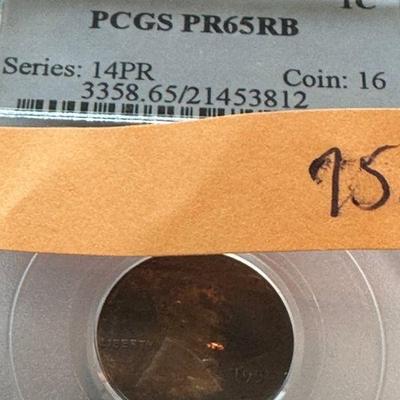 1C
PCGS PR65RB
Series: 14PR Coin: 16
3358.65/21453812
LIBERTY